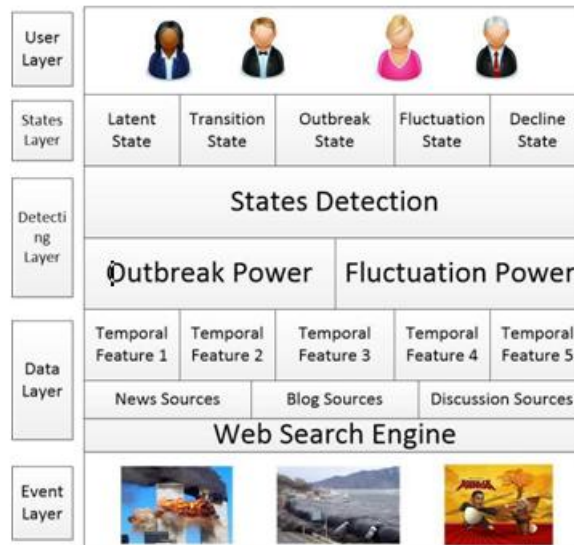 User
Layer
States
Layer
Latent
State
Transition
State
Outbreak
State
Fluctuation
State
Decline
State
Detecti
ng
Layer
States Detection
Outbreak Power
Fluctuation Power
Data
Layer
Temporal
Feature 1
Temporal
Feature 2
Temporal
Feature 3
Temporal
Feature 4
Temporal
Feature 5
News Sources
Blog Sources
Discussion Sources
Web Search Engine
Event
Layer